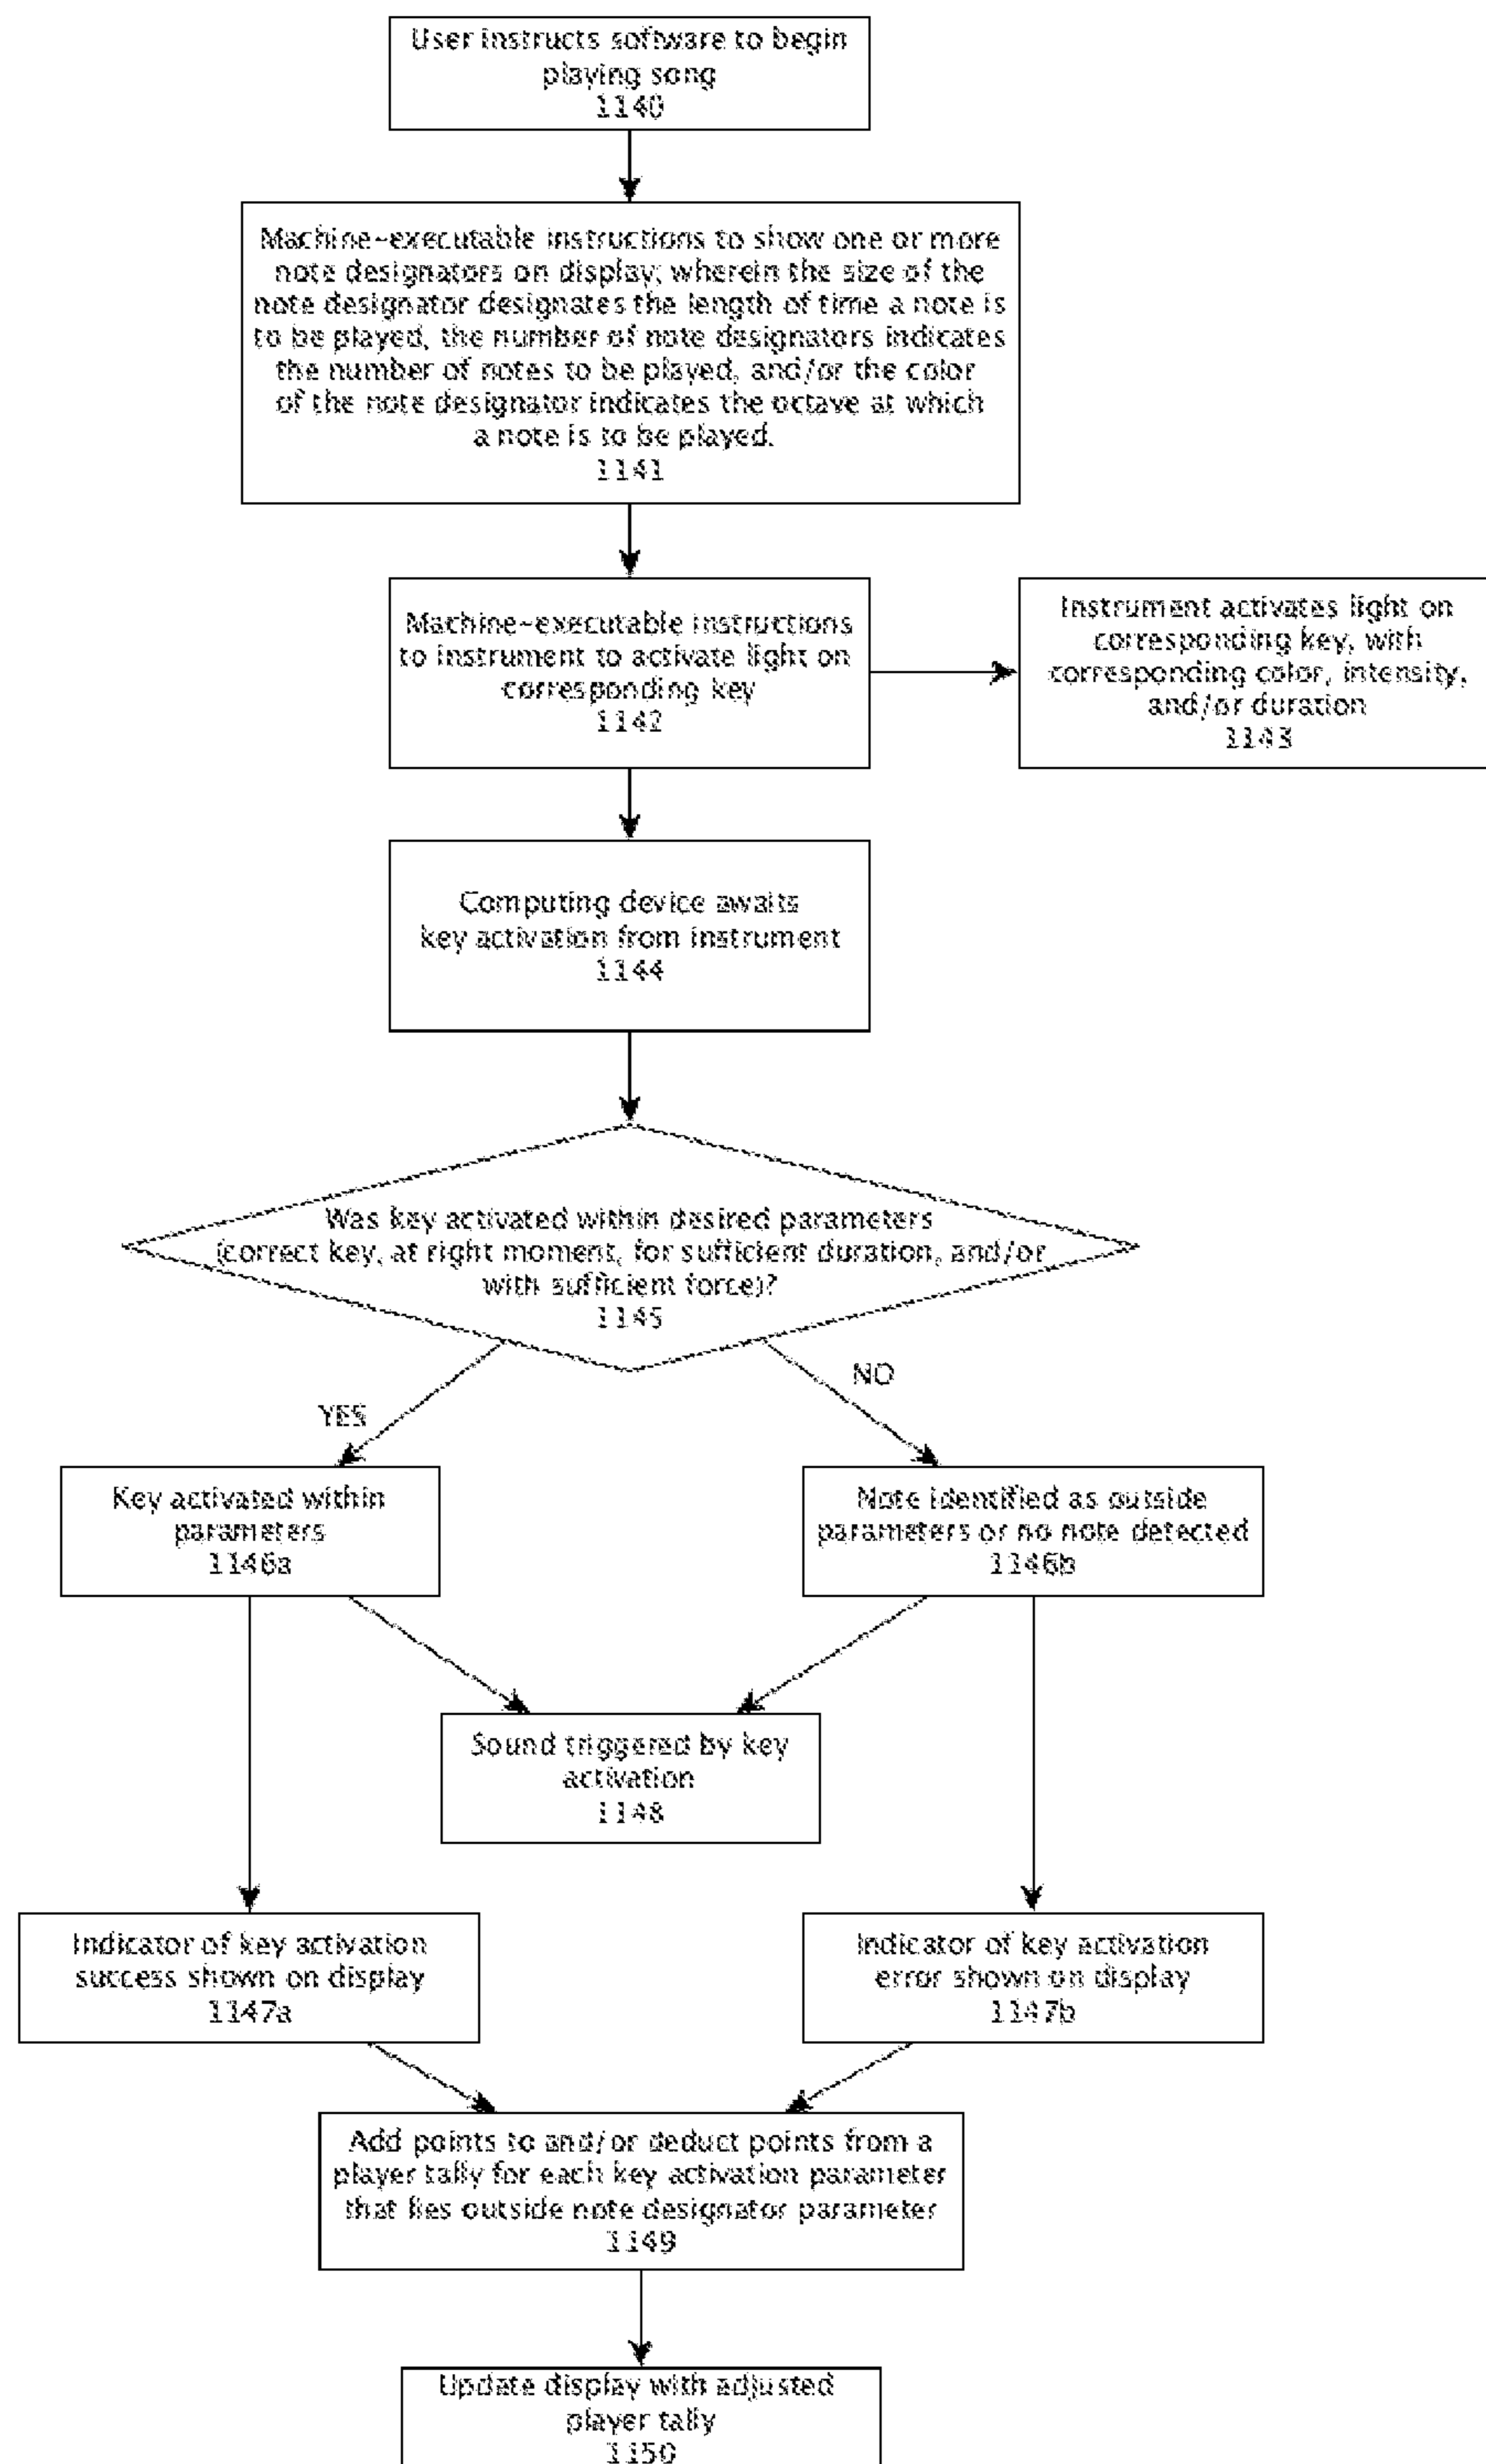 User instructs software to begin
playing song
1140
Machine-executable instructions to show one or more
note designators on display; wherein the size of the
note designator designates the length of time a note is
to be played, the number of note designators indicates
the number of notes to be played, and/or the color
of the note designator indicates the octave at which
a note is to be played.
1141
Machine-executable instructions
to instrument to activate light on
corresponding key
1142
Instrument activates light on
corresponding key, with
corresponding color, intensity,
and/or duration
1143
Computing device awaits
key activation from instrument
1144
Was key activated within desired parameters
(correct key, at right moment, for sufficient duration, and/or
with sufficient force)?
1145
YES
NO
Key activated within
parameters
1146a
Note identified as outside
parameters or no note detected
1146b
Sound triggered by key
activation
1148
Indicator of key activation
success shown on display
1147a
Indicator of key activation
error shown on display
1147b
Add points to and/or deduct points from a
player tally for each key activation parameter
that lies outside note designator parameter
1149
Update display with adjusted
player tally
1150